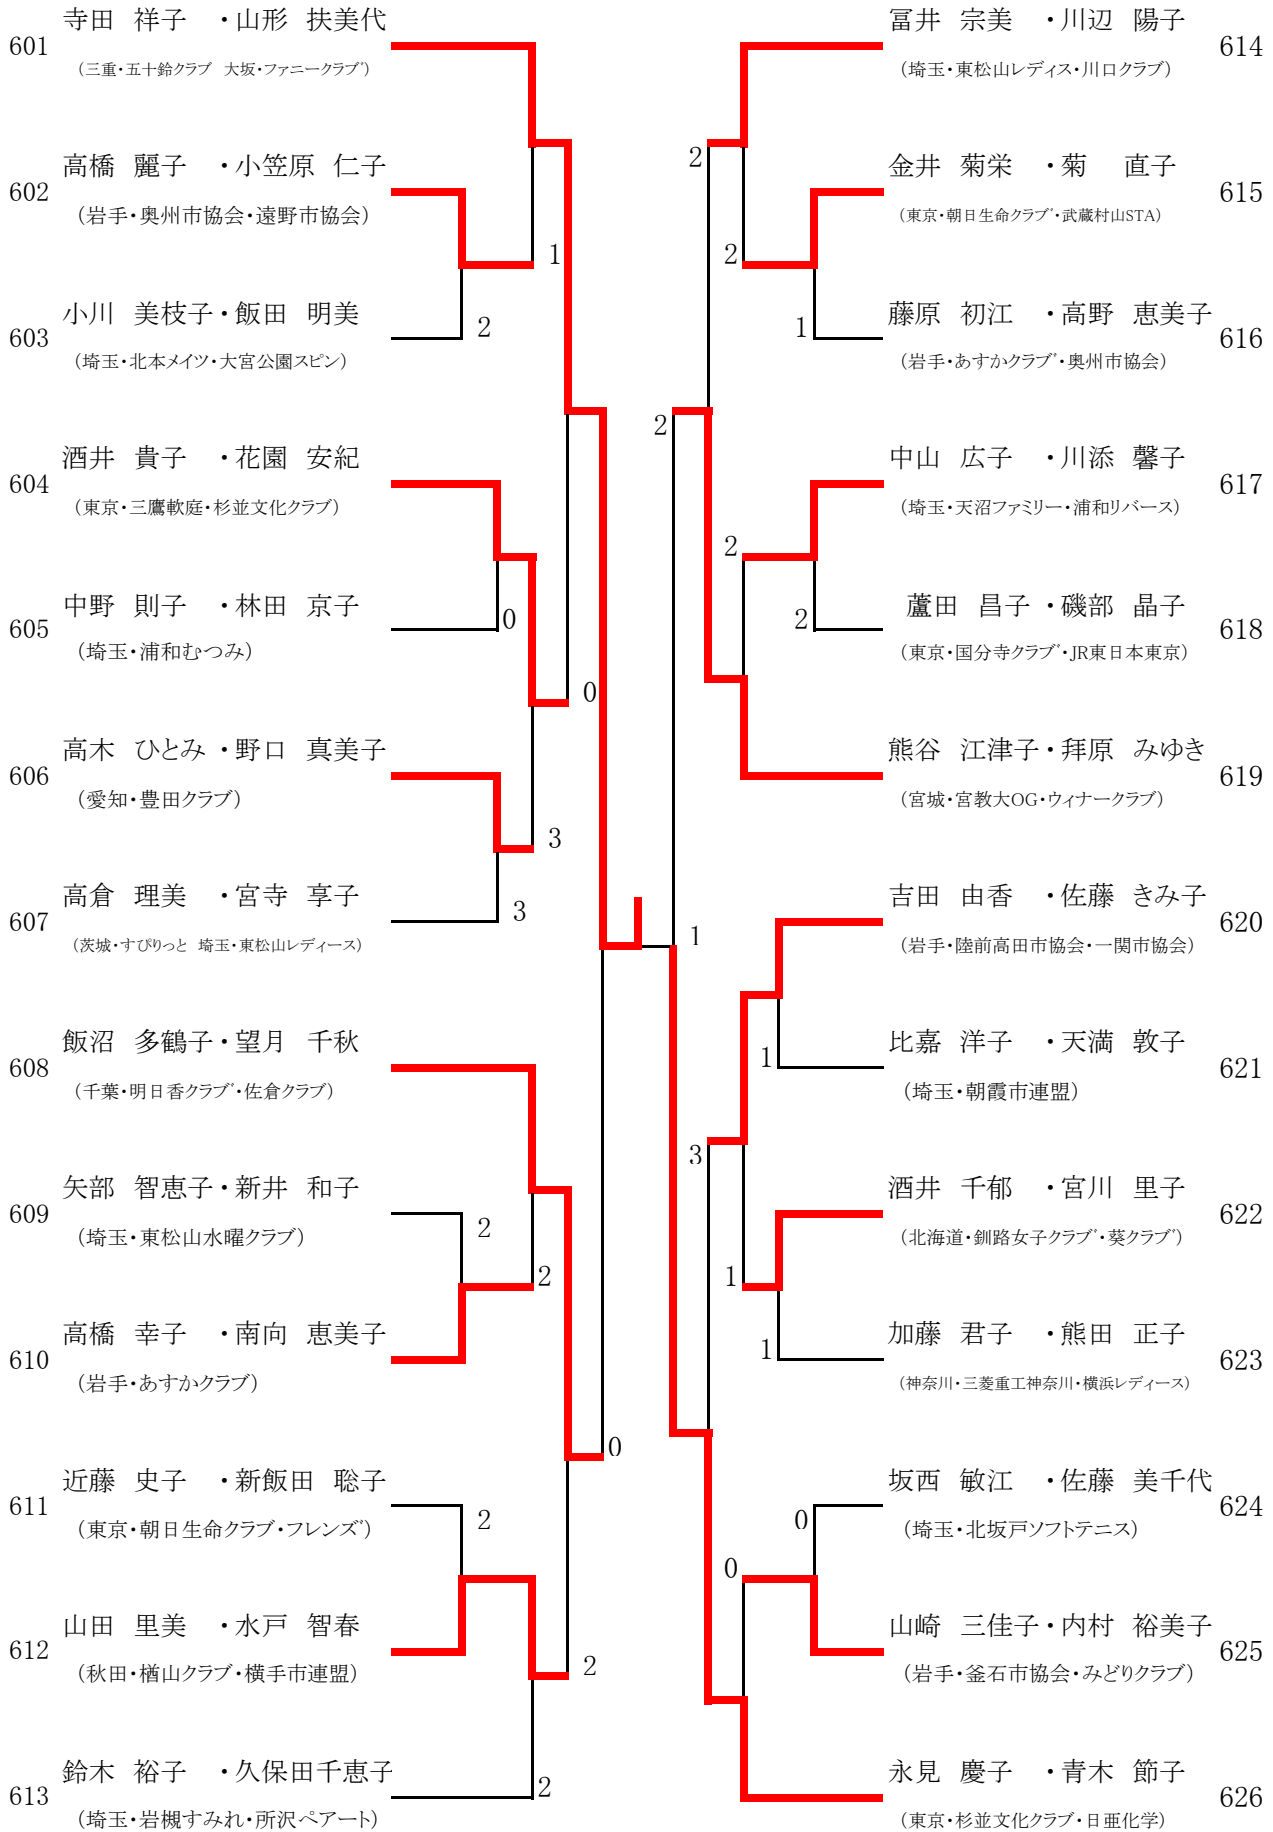 寺田 祥子 ・山形 扶美代
601
(三重・五十鈴クラブ 大坂・ファニークラブ)
高橋 麗子 ・小笠原 仁子
602
(岩手・奥州市協会・遠野市協会)
1
小川 美枝子・飯田 明美
603
2
(埼玉・北本メイツ・大宮公園スピン)
酒井 貴子 ・花園 安紀
604
(東京・三鷹軟庭・杉並文化クラブ)
中野 則子 ・林田 京子
605
0
(埼玉・浦和むつみ)
0
高木 ひとみ・野口 真美子
606
(愛知・豊田クラブ)
3
高倉 理美 ・宮寺 享子
607
3
(茨城・すぴりっと 埼玉・東松山レディース)
飯沼 多鶴子・望月 千秋
608
(千葉・明日香クラブ・佐倉クラブ)
矢部 智恵子・新井 和子
609
2
(埼玉・東松山水曜クラブ)
2
高橋 幸子 ・南向 恵美子
610
(岩手・あすかクラブ)
0
近藤 史子 ・新飯田 聡子
611
2
(東京・朝日生命クラブ・フレンズ)
山田 里美 ・水戸 智春
612
(秋田・楢山クラブ・横手市連盟)
2
鈴木 裕子 ・久保田千恵子
613
2
(埼玉・岩槻すみれ・所沢ペアート)
冨井 宗美 ・川辺 陽子
614
(埼玉・東松山レディス・川口クラブ)
2
金井 菊栄 ・菊 直子
615
(東京・朝日生命クラブ・武蔵村山STA)
2
藤原 初江 ・高野 恵美子
1
616
(岩手・あすかクラブ・奥州市協会)
2
中山 広子 ・川添 馨子
617
(埼玉・天沼ファミリー・浦和リバース)
2
蘆田 昌子 ・磯部 晶子
2
618
(東京・国分寺クラブ・JR東日本東京)
熊谷 江津子・拜原 みゆき
619
(宮城・宮教大OG・ウィナークラブ)
吉田 由香 ・佐藤 きみ子
620
1
(岩手・陸前高田市協会・一関市協会)
比嘉 洋子 ・天満 敦子
1
621
(埼玉・朝霞市連盟)
3
酒井 千郁 ・宮川 里子
622
(北海道・釧路女子クラブ・葵クラブ)
1
加藤 君子 ・熊田 正子
1
623
(神奈川・三菱重工神奈川・横浜レディース)
坂西 敏江 ・佐藤 美千代
624
0
(埼玉・北坂戸ソフトテニス)
0
山崎 三佳子・内村 裕美子
625
(岩手・釜石市協会・みどりクラブ)
永見 慶子 ・青木 節子
626
(東京・杉並文化クラブ・日亜化学)